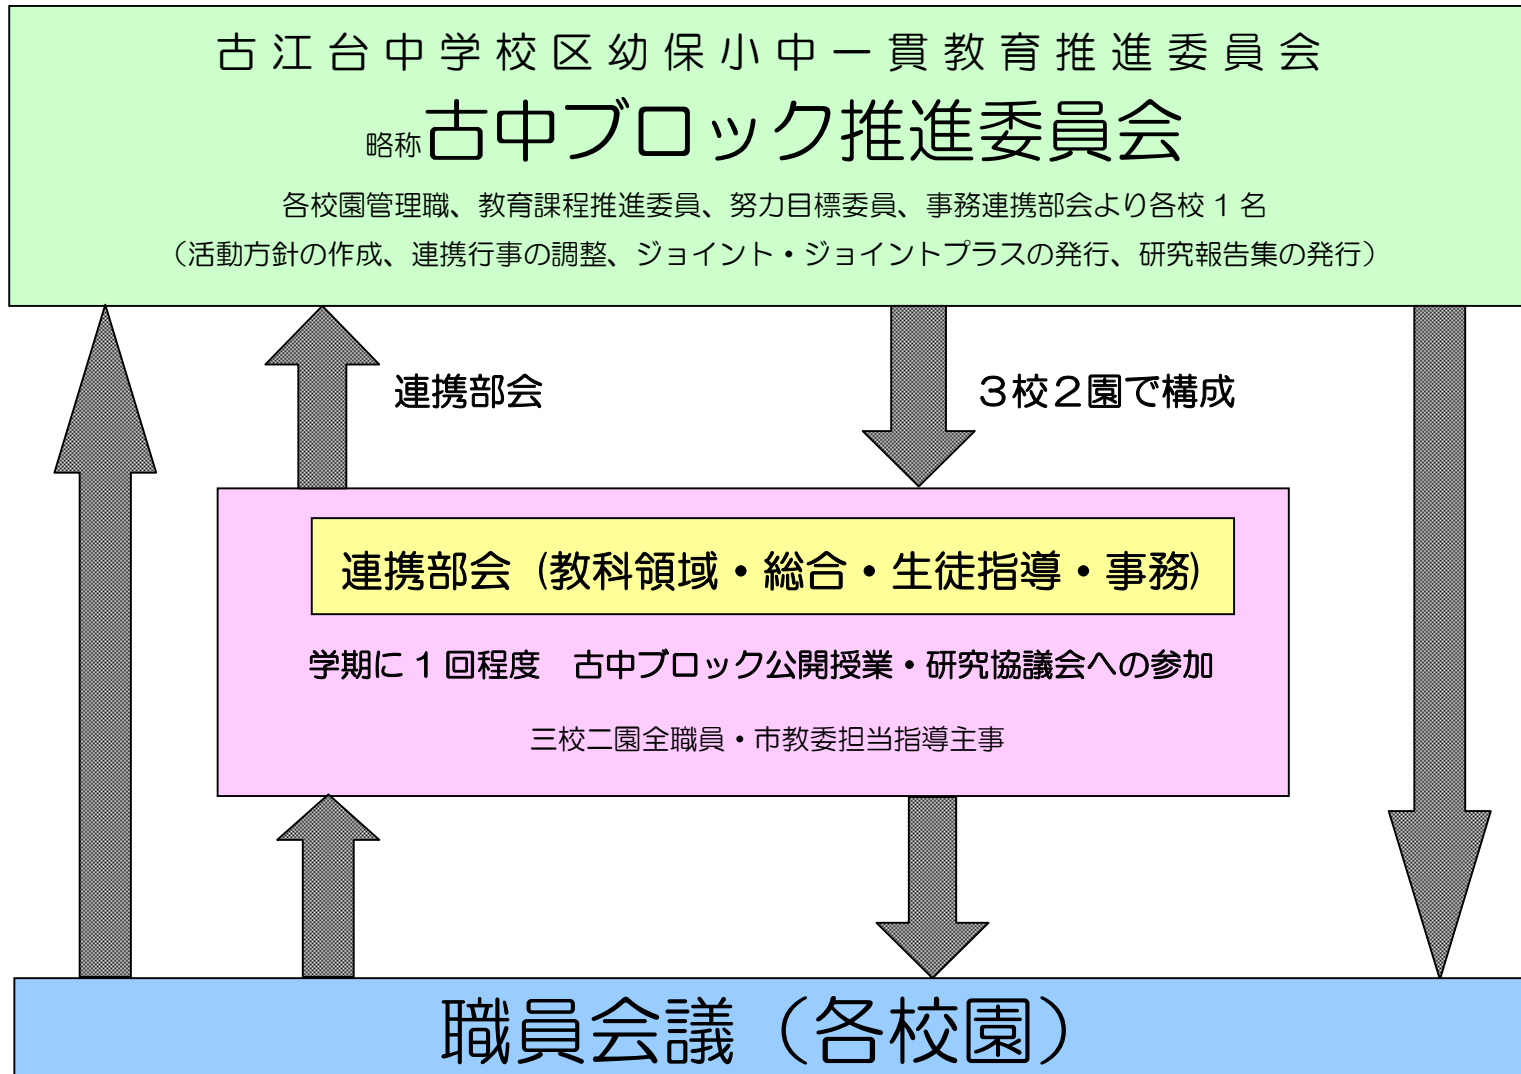 古江台中学校区幼保小中一貫教育推進委員会
略称古中ブロック推進委員会
各校園管理職、教育課程推進委員、努力目標委員、事務連携部会より各校１名
（活動方針の作成、連携行事の調整、ジョイント・ジョイントプラスの発行、研究報告集の発行）
連携部会
３校２園で構成
連携部会（教科領域・総合・生徒指導・事務）
学期に１回程度　古中ブロック公開授業・研究協議会への参加
三校二園全職員・市教委担当指導主事
職員会議（各校園）